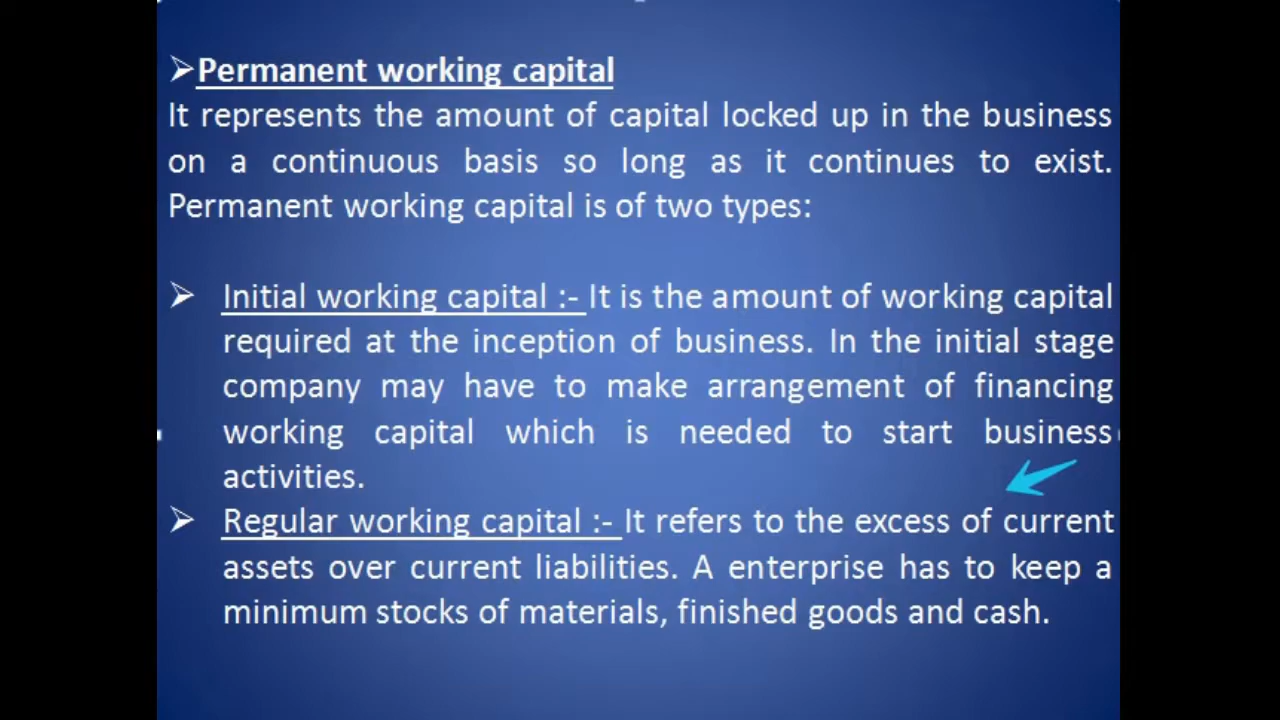 ➢Permanent working capital
It represents the amount of capital locked up in the business
on a continuous basis so long as it continues to exist.
Permanent working capital is of two types:
➢ Initial working capital :- It is the amount of working capital
required at the inception of business. In the initial stage
company may have to make arrangement of financing
working capital which is needed to start business
activities.
➢ Regular working capital :- It refers to the excess of current
assets over current liabilities. A enterprise has to keep a
minimum stocks of materials, finished goods and cash.